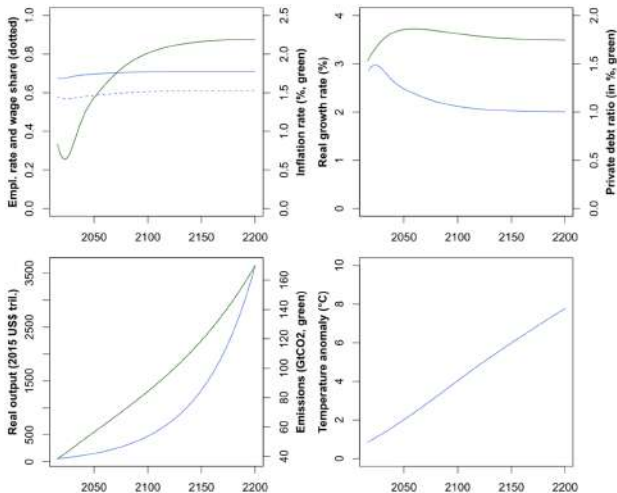 Empl. rate and wage share (dotted)
0.0 0.2 0.4 0.6 0.8 1.0
0.0 0.5 1.0 1.5 2.0 2.5
Inflation rate (%, green)
2050 2100 2150 2200
Real growth rate (%)
0 1 2 3 4
0.0 0.5 1.0 1.5 2.0
Private debt ratio (in %, green)
2050 2100 2150 2200
Real output (2015 US$ tril.)
0 500 1500 2500 3500
40 60 80 100 120 140 160
Emissions (GtCO2, green)
2050 2100 2150 2200
Temperature anomaly (°C)
0 2 4 6 8 10
2050 2100 2150 2200